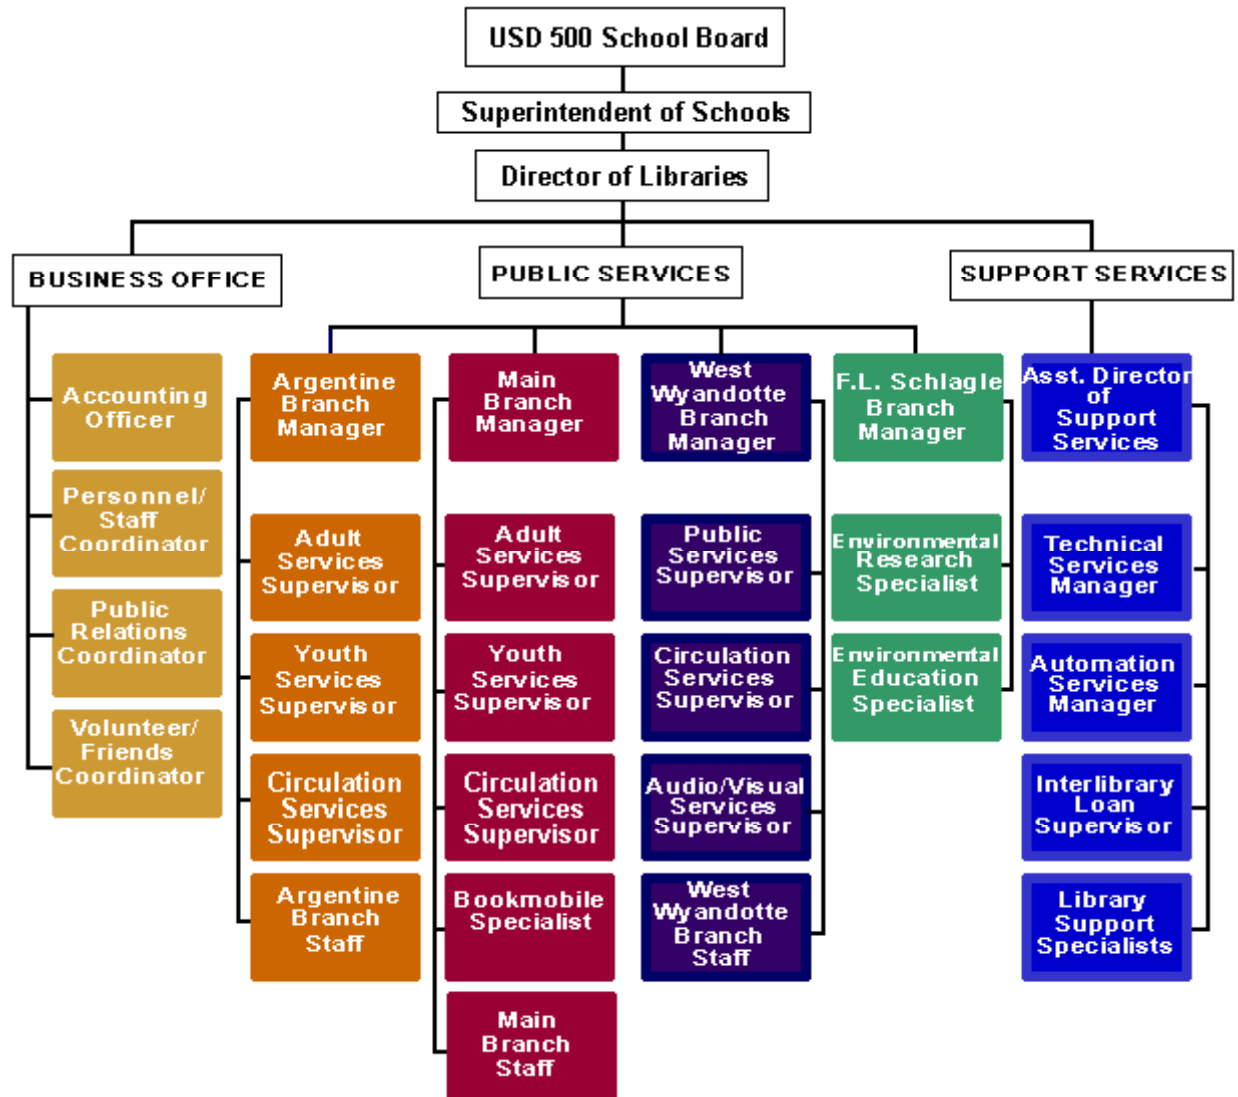 USD 500 School Board
Superintendent of Schools
Director of Libraries
BUSINESS OFFICE
PUBLIC SERVICES
SUPPORT SERVICES
Accounting
Officer
Personnel/
Staff
Coordinator
Public
Relations
Coordinator
Volunteer/
Friends
Coordinator
Argentine
Branch
Manager
Adult
Services
Supervisor
Youth
Services
Supervisor
Circulation
Services
Supervisor
Argentine
Branch
Staff
Main
Branch
Manager
Adult
Services
Supervisor
Youth
Services
Supervisor
Circulation
Services
Supervisor
Bookmobile
Specialist
Main
Branch
Staff
West
Wyandotte
Branch
Manager
Public
Services
Supervisor
Circulation
Services
Supervisor
Audio/Visual
Services
Supervisor
West
Wyandotte
Branch
Staff
F.L. Schlagle
Branch
Manager
Environmental
Research
Specialist
Environmental
Education
Specialist
Asst. Director
of
Support
Services
Technical
Services
Manager
Automation
Services
Manager
Interlibrary
Loan
Supervisor
Library
Support
Specialists